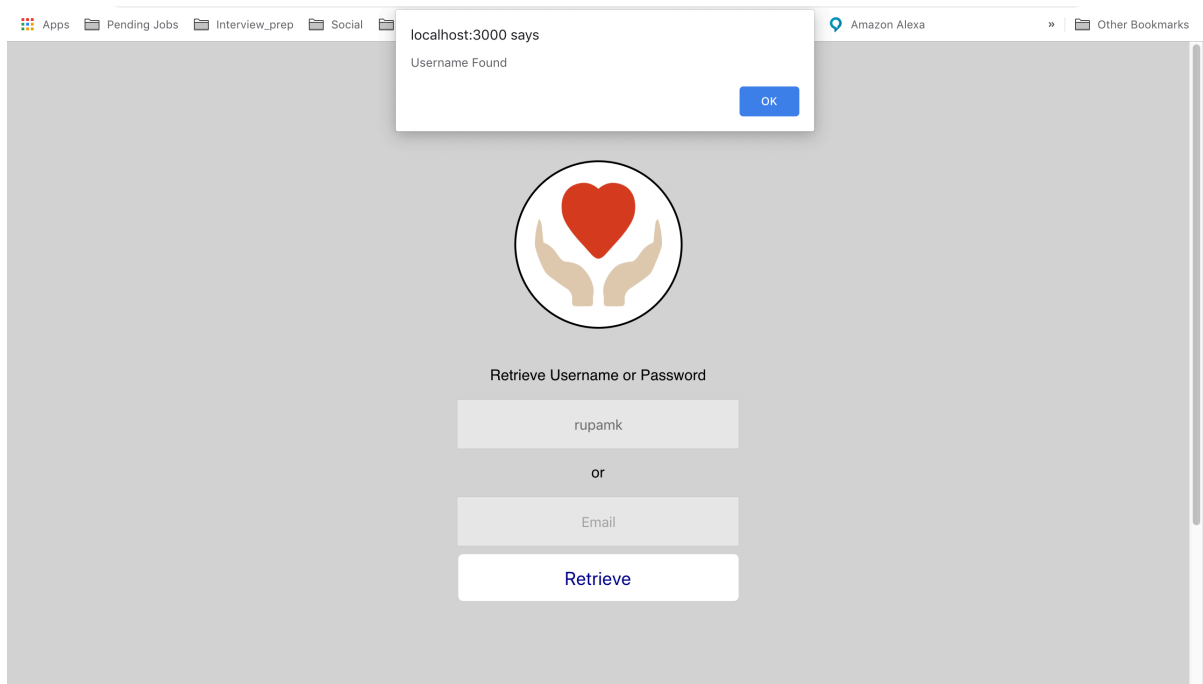 Apps Pending Jobs Interview_prep Social Amazon Alexa » Other Bookmarks
localhost:3000 says
Username Found
OK
Retrieve Username or Password
rupamk
or
Email
Retrieve